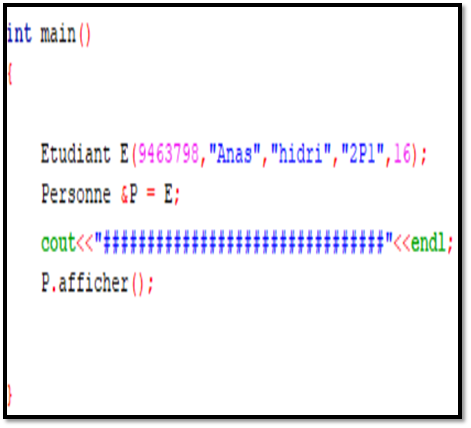 int main()
{
Etudiant E(9463798,"Anas","hidri","2P1",16);
Personne &P = E;
cout<<"################################"<<endl;
P.afficher();
}